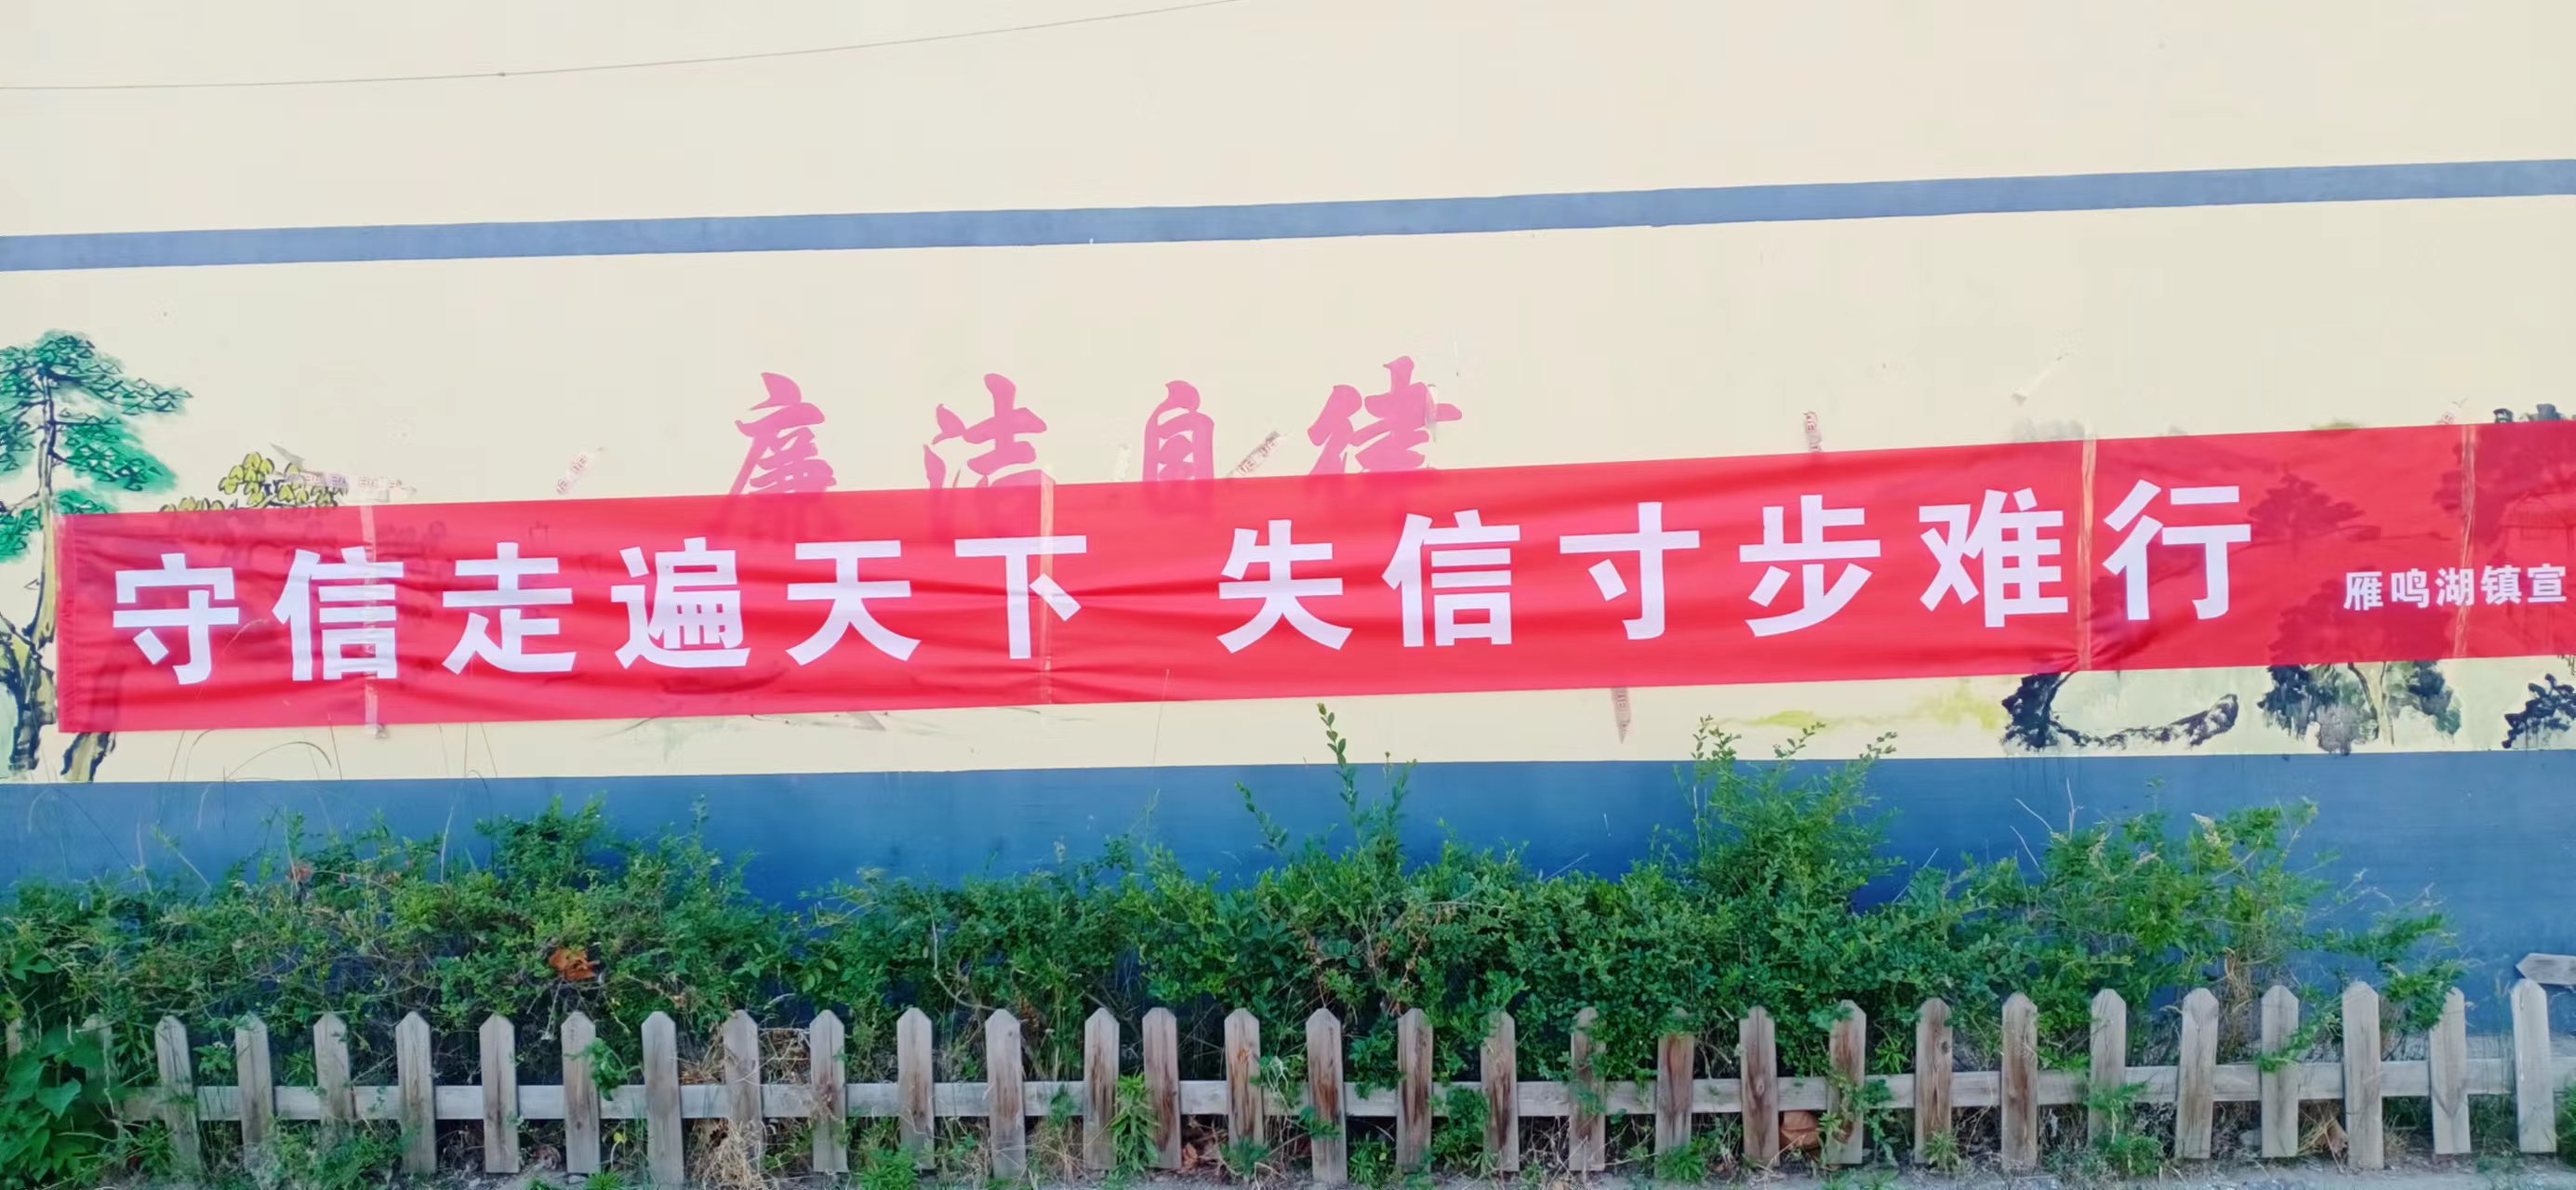 廉洁自律
守信走遍天下 失信寸步难行
雁鸣湖镇宣